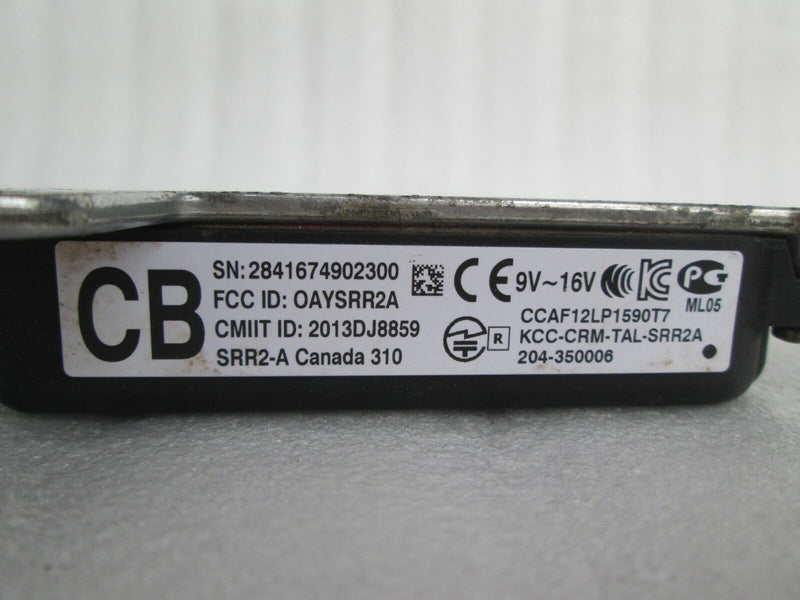 CB
SN: 2841674902300
FCC ID: OAYSRR2A
CMIIT ID: 2013DJ8859
SRR2-A Canada 310
CE 9V~16V
ML05
CCAF12LP1590T7
R KCC-CRM-TAL-SRR2A
204-350006